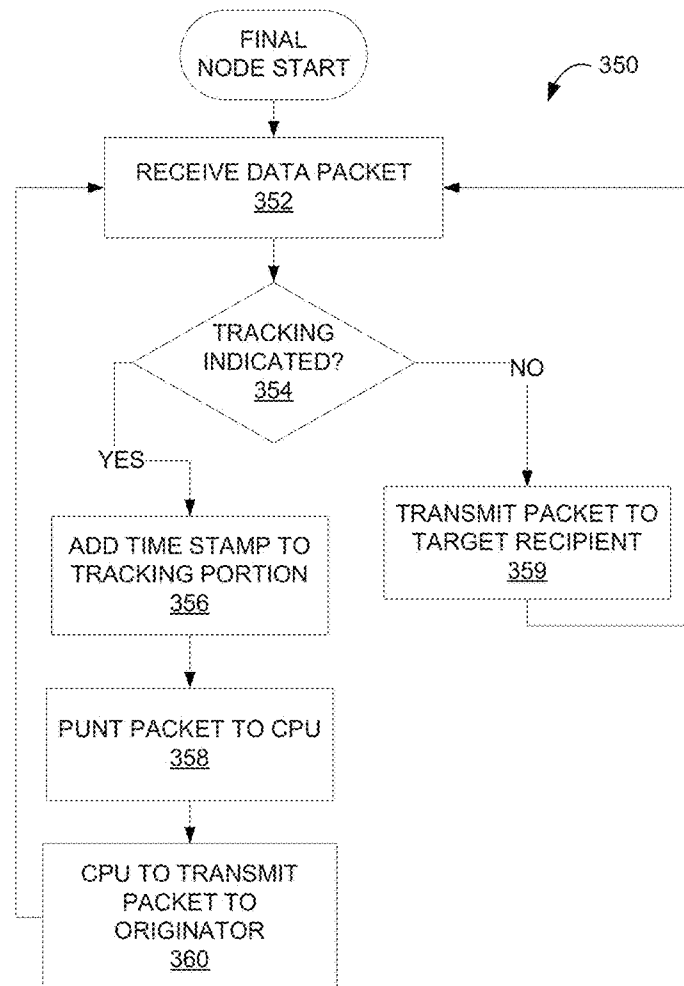 FINAL
NODE START
350
RECEIVE DATA PACKET
352
TRACKING
INDICATED?
354
NO
YES
ADD TIME STAMP TO
TRACKING PORTION
356
TRANSMIT PACKET TO
TARGET RECIPIENT
359
PUNT PACKET TO CPU
358
CPU TO TRANSMIT
PACKET TO
ORIGINATOR
360